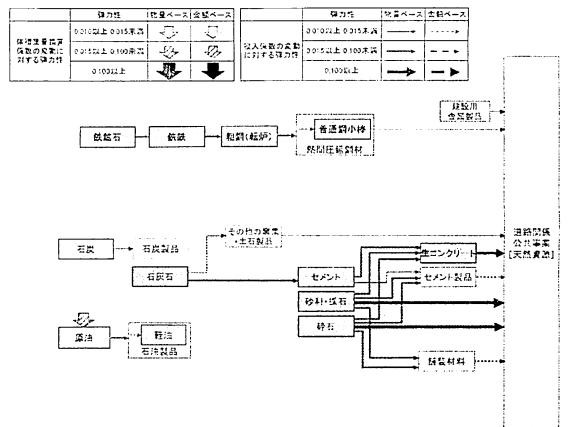 弾力性 物量ベース 金額ベース
体積重量換算
係数の変動に
対する弾力性
0.010以上 0.015未満
0.015以上 0.100未満
0.100以上
弾力性 物量ベース 金額ベース
投入係数の変動
に対する弾力性
0.010以上 0.015未満
0.015以上 0.100未満
0.100以上
建設用
金属製品
鉄鉱石
銑鉄
粗鋼(転炉)
普通鋼小棒
熱間圧延鋼材
道路関係
公共事業
[天然資源]
その他の窯業
・土石製品
石炭
石炭製品
石灰石
セメント
生コンクリート
セメント製品
砂利・採石
砕石
原油
軽油
石油製品
舗装材料